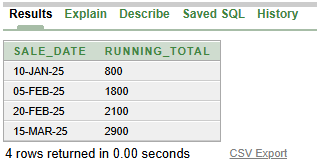 Results Explain Describe Saved SQL History
SALE_DATE RUNNING_TOTAL
10-JAN-25 800
05-FEB-25 1800
20-FEB-25 2100
15-MAR-25 2900
4 rows returned in 0.00 seconds CSV Export